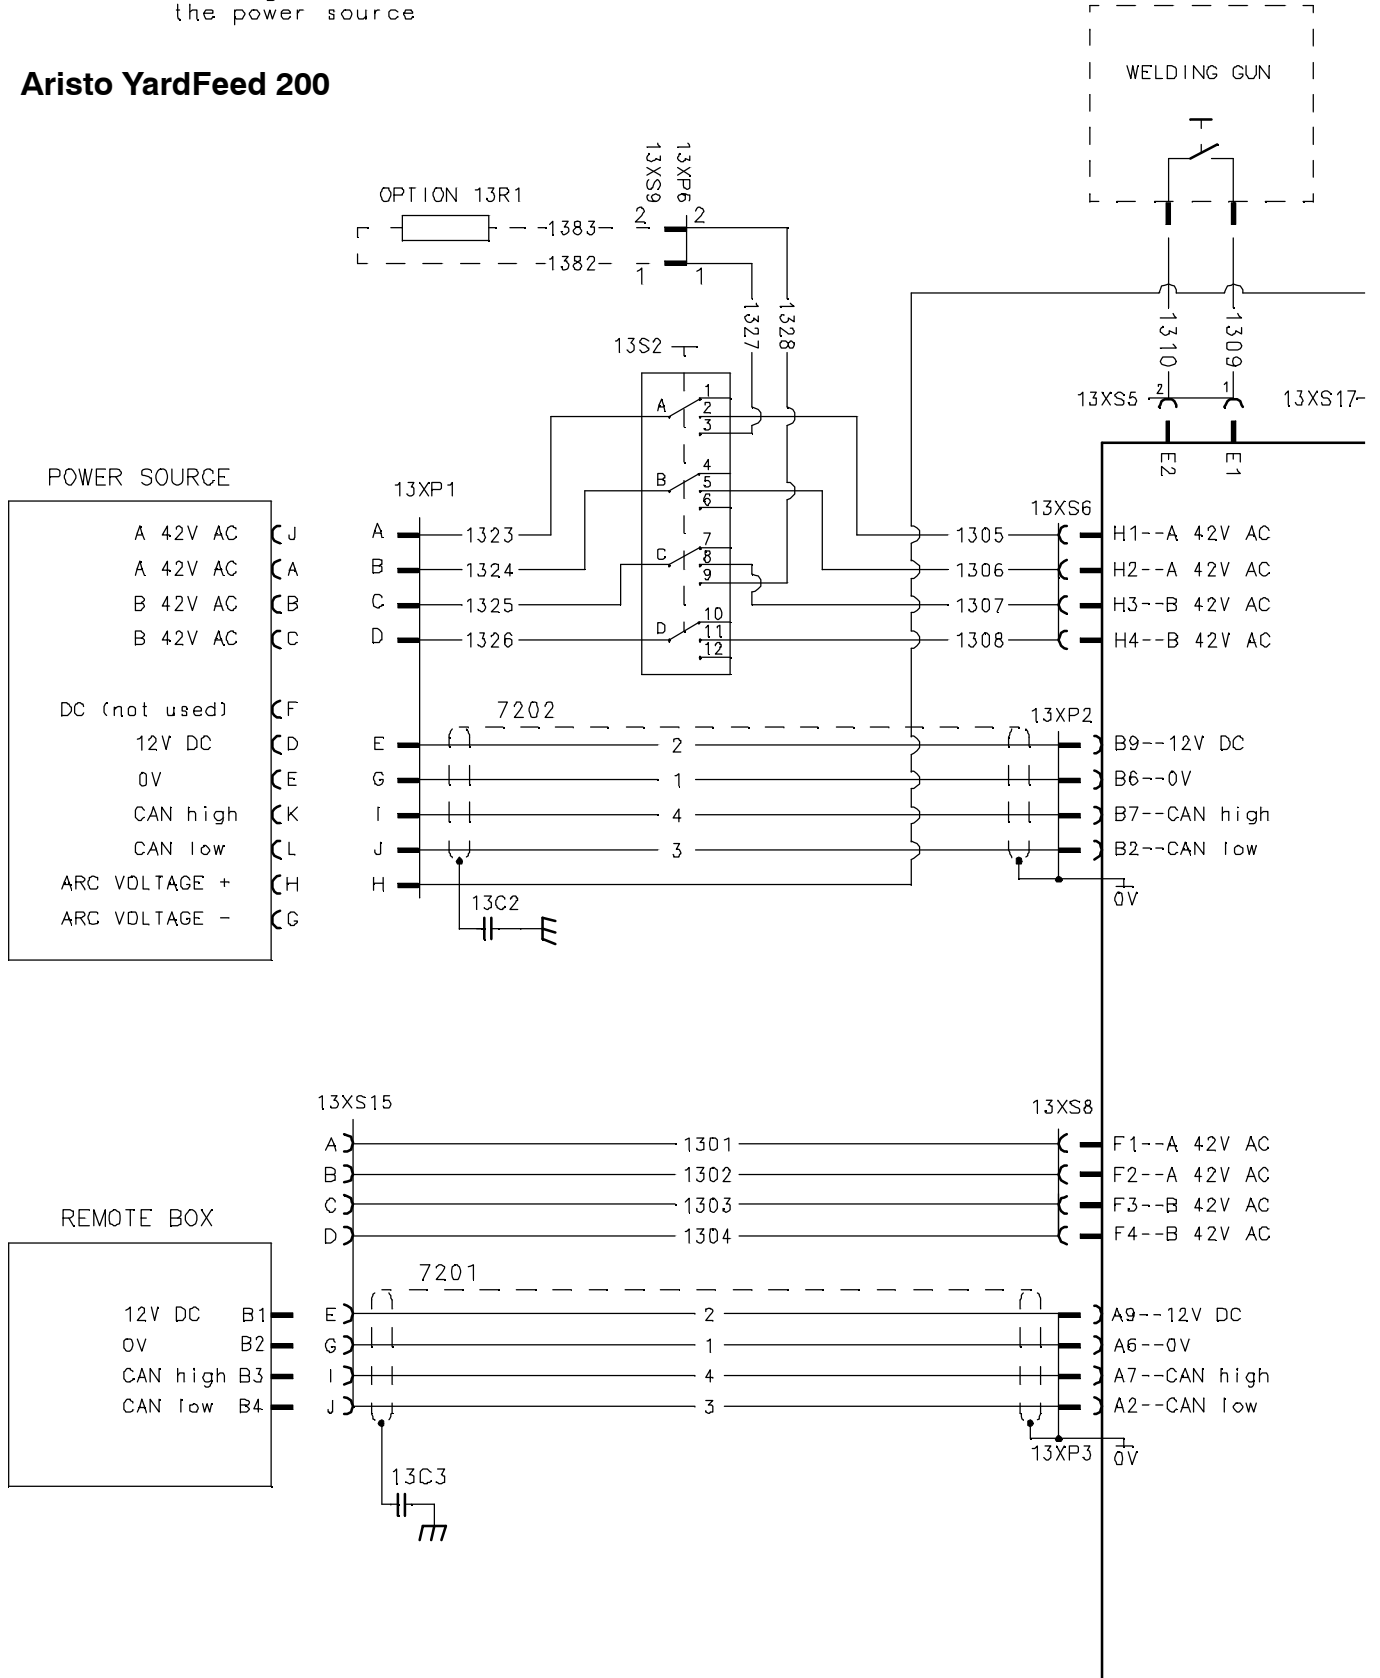 the power source
Aristo YardFeed 200
WELDING GUN
13XS9
13XP6
OPTION 13R1
2
2
1383
1382
1
1
1327
1328
1310
1309
13S2
13XS5
2
1
13XS17
E2
E1
A
1
2
3
B
4
5
6
C
7
8
9
D
10
11
12
POWER SOURCE
13XP1
13XS6
A 42V AC J A 1323 1305 H1--A 42V AC
A 42V AC A B 1324 1306 H2--A 42V AC
B 42V AC B C 1325 1307 H3--B 42V AC
B 42V AC C D 1326 1308 H4--B 42V AC
DC (not used) F
7202
13XP2
12V DC D E 2 B9--12V DC
0V E G 1 B6--0V
CAN high K I 4 B7--CAN high
CAN low L J 3 B2--CAN low
ARC VOLTAGE + H H
0V
ARC VOLTAGE - G
13C2
13XS15
13XS8
A 1301 F1--A 42V AC
B 1302 F2--A 42V AC
C 1303 F3--B 42V AC
D 1304 F4--B 42V AC
REMOTE BOX
7201
12V DC B1 E 2 A9--12V DC
0V B2 G 1 A6--0V
CAN high B3 I 4 A7--CAN high
CAN low B4 J 3 A2--CAN low
13XP3
0V
13C3